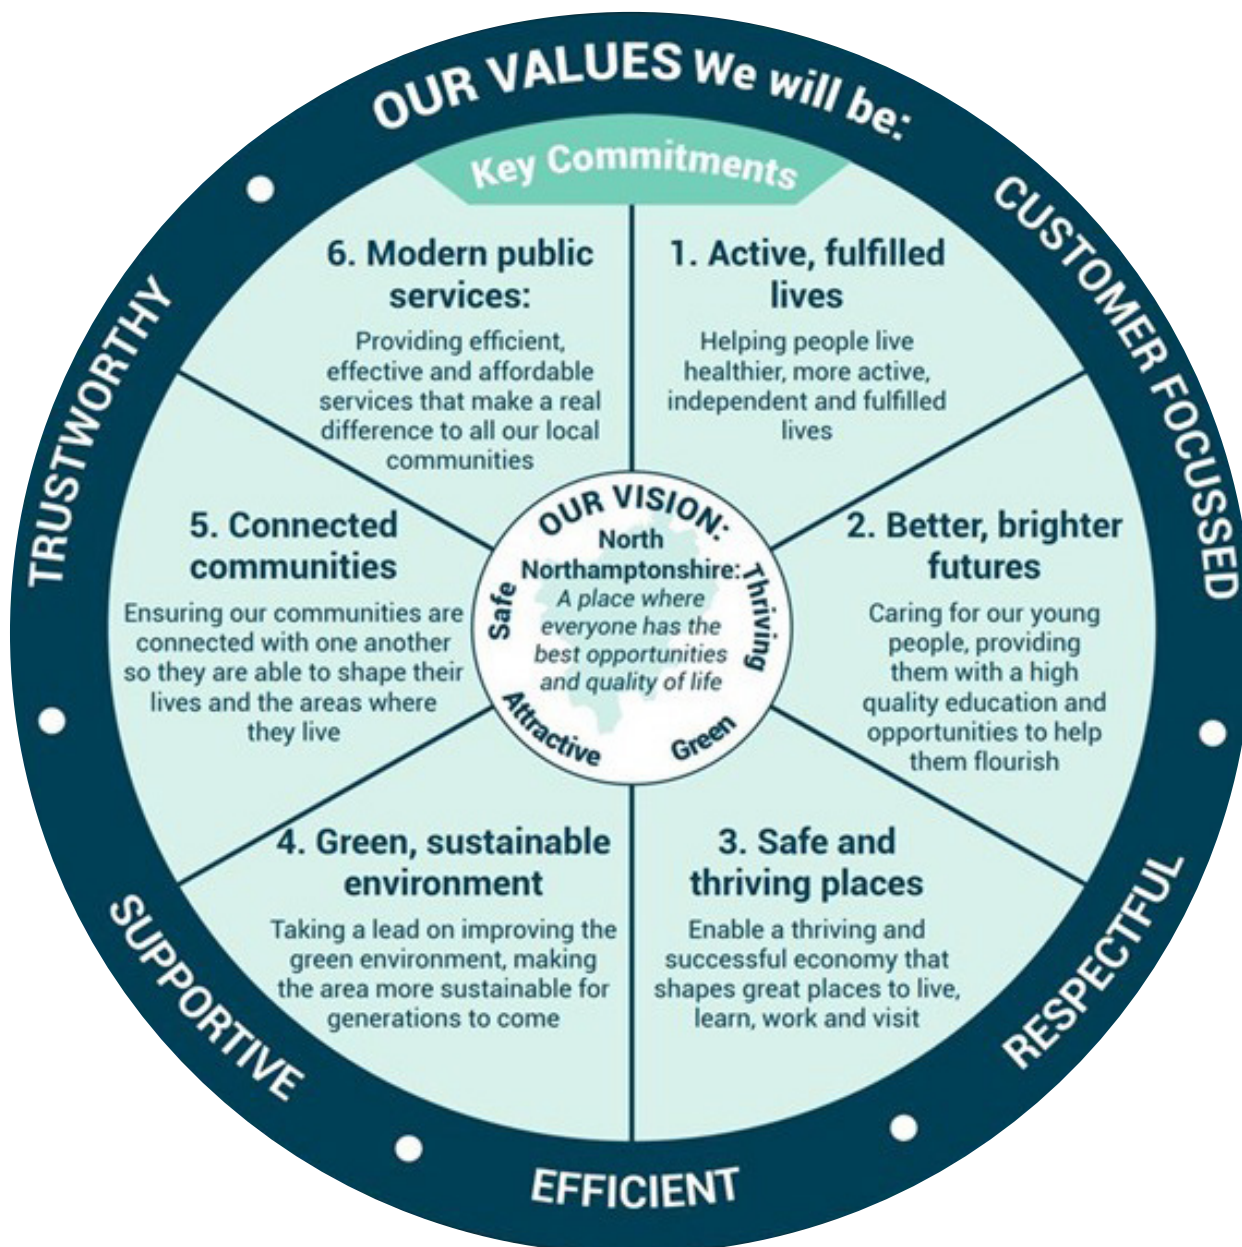 OUR VALUES We will be:
CUSTOMER FOCUSSED
RESPECTFUL
EFFICIENT
SUPPORTIVE
TRUSTWORTHY
Key Commitments
1. Active, fulfilled
lives
Helping people live
healthier, more active,
independent and fulfilled
lives
2. Better, brighter
futures
Caring for our young
people, providing
them with a high
quality education and
opportunities to help
them flourish
3. Safe and
thriving places
Enable a thriving and
successful economy that
shapes great places to live,
learn, work and visit
4. Green, sustainable
environment
Taking a lead on improving the
green environment, making
the area more sustainable for
generations to come
5. Connected
communities
Ensuring our communities are
connected with one another
so they are able to shape their
lives and the areas where
they live
6. Modern public
services:
Providing efficient,
effective and affordable
services that make a real
difference to all our local
communities
OUR VISION:
North
Northamptonshire:
A place where
everyone has the
best opportunities
and quality of life
Safe
Attractive
Green
Thriving